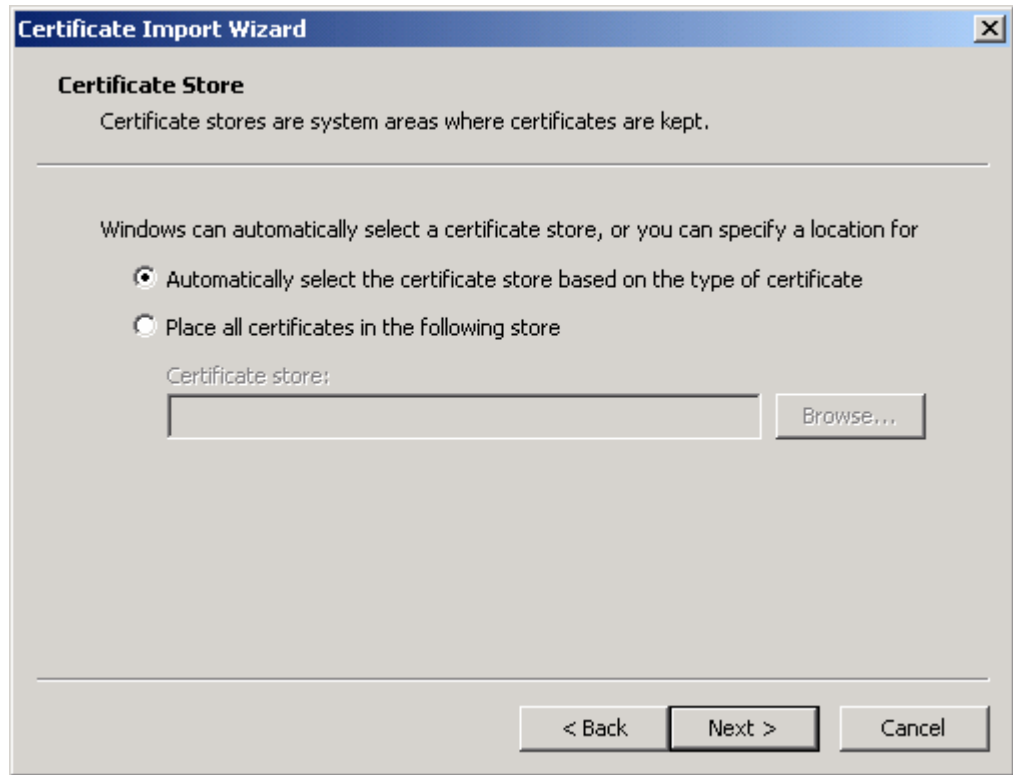 Certificate Import Wizard
Certificate Store
Certificate stores are system areas where certificates are kept.
Windows can automatically select a certificate store, or you can specify a location for
Automatically select the certificate store based on the type of certificate
Place all certificates in the following store
Certificate store:
Browse...
< Back
Next >
Cancel